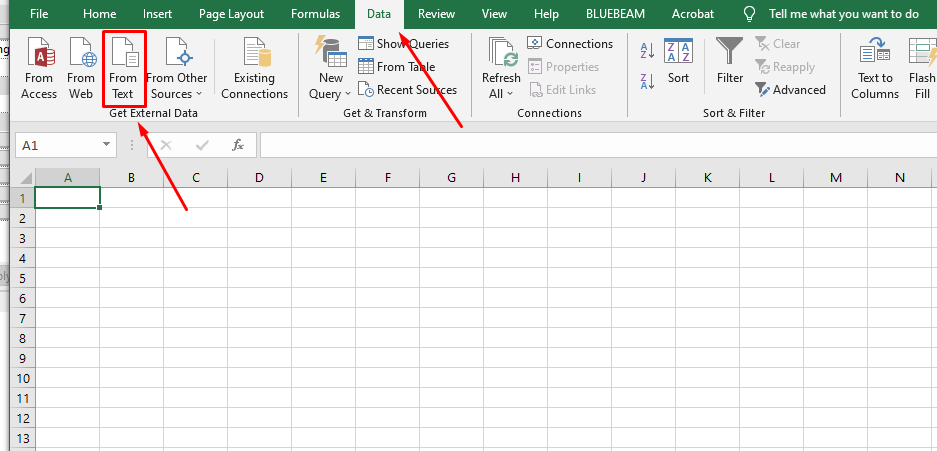 File Home Insert Page Layout Formulas Data Review View Help BLUEBEAM Acrobat Tell me what you want to do
From Access
From Web
From Text
From Other Sources
Existing Connections
Get External Data
New Query
Show Queries
From Table
Recent Sources
Get & Transform
Refresh All
Connections
Properties
Edit Links
Connections
Sort
Filter
Clear
Reapply
Advanced
Sort & Filter
Text to Columns
Flash Fill
A1 fx
A B C D E F G H I J K L M N
1
2
3
4
5
6
7
8
9
10
11
12
13